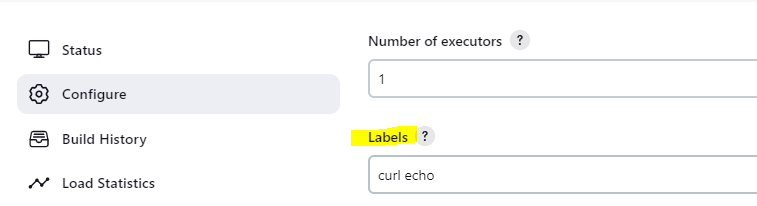 Status
Configure
Build History
Load Statistics
Number of executors ?
1
Labels ?
curl echo